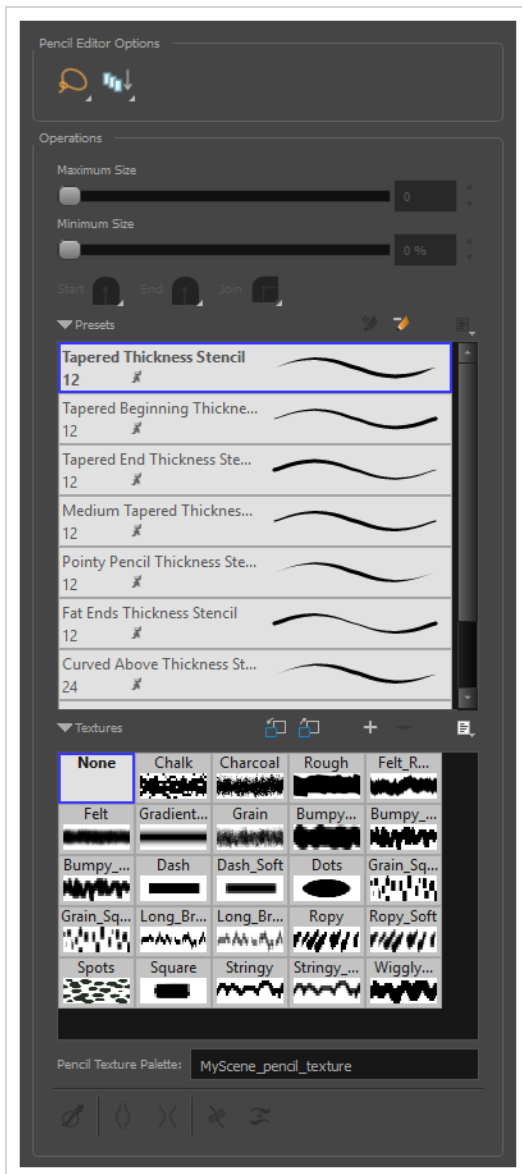 Pencil Editor Options
Operations
Maximum Size
0
Minimum Size
0 %
Start End Join
Presets
Tapered Thickness Stencil
12
Tapered Beginning Thickne...
12
Tapered End Thickness Ste...
12
Medium Tapered Thicknes...
12
Pointy Pencil Thickness Ste...
12
Fat Ends Thickness Stencil
12
Curved Above Thickness St...
24
Textures
None Chalk Charcoal Rough Felt_R...
Felt Gradient... Grain Bumpy... Bumpy_...
Bumpy_... Dash Dash_Soft Dots Grain_Sq...
Grain_Sq... Long_Br... Long_Br... Ropy Ropy_Soft
Spots Square Stringy Stringy_... Wiggly...
Pencil Texture Palette: MyScene_pencil_texture